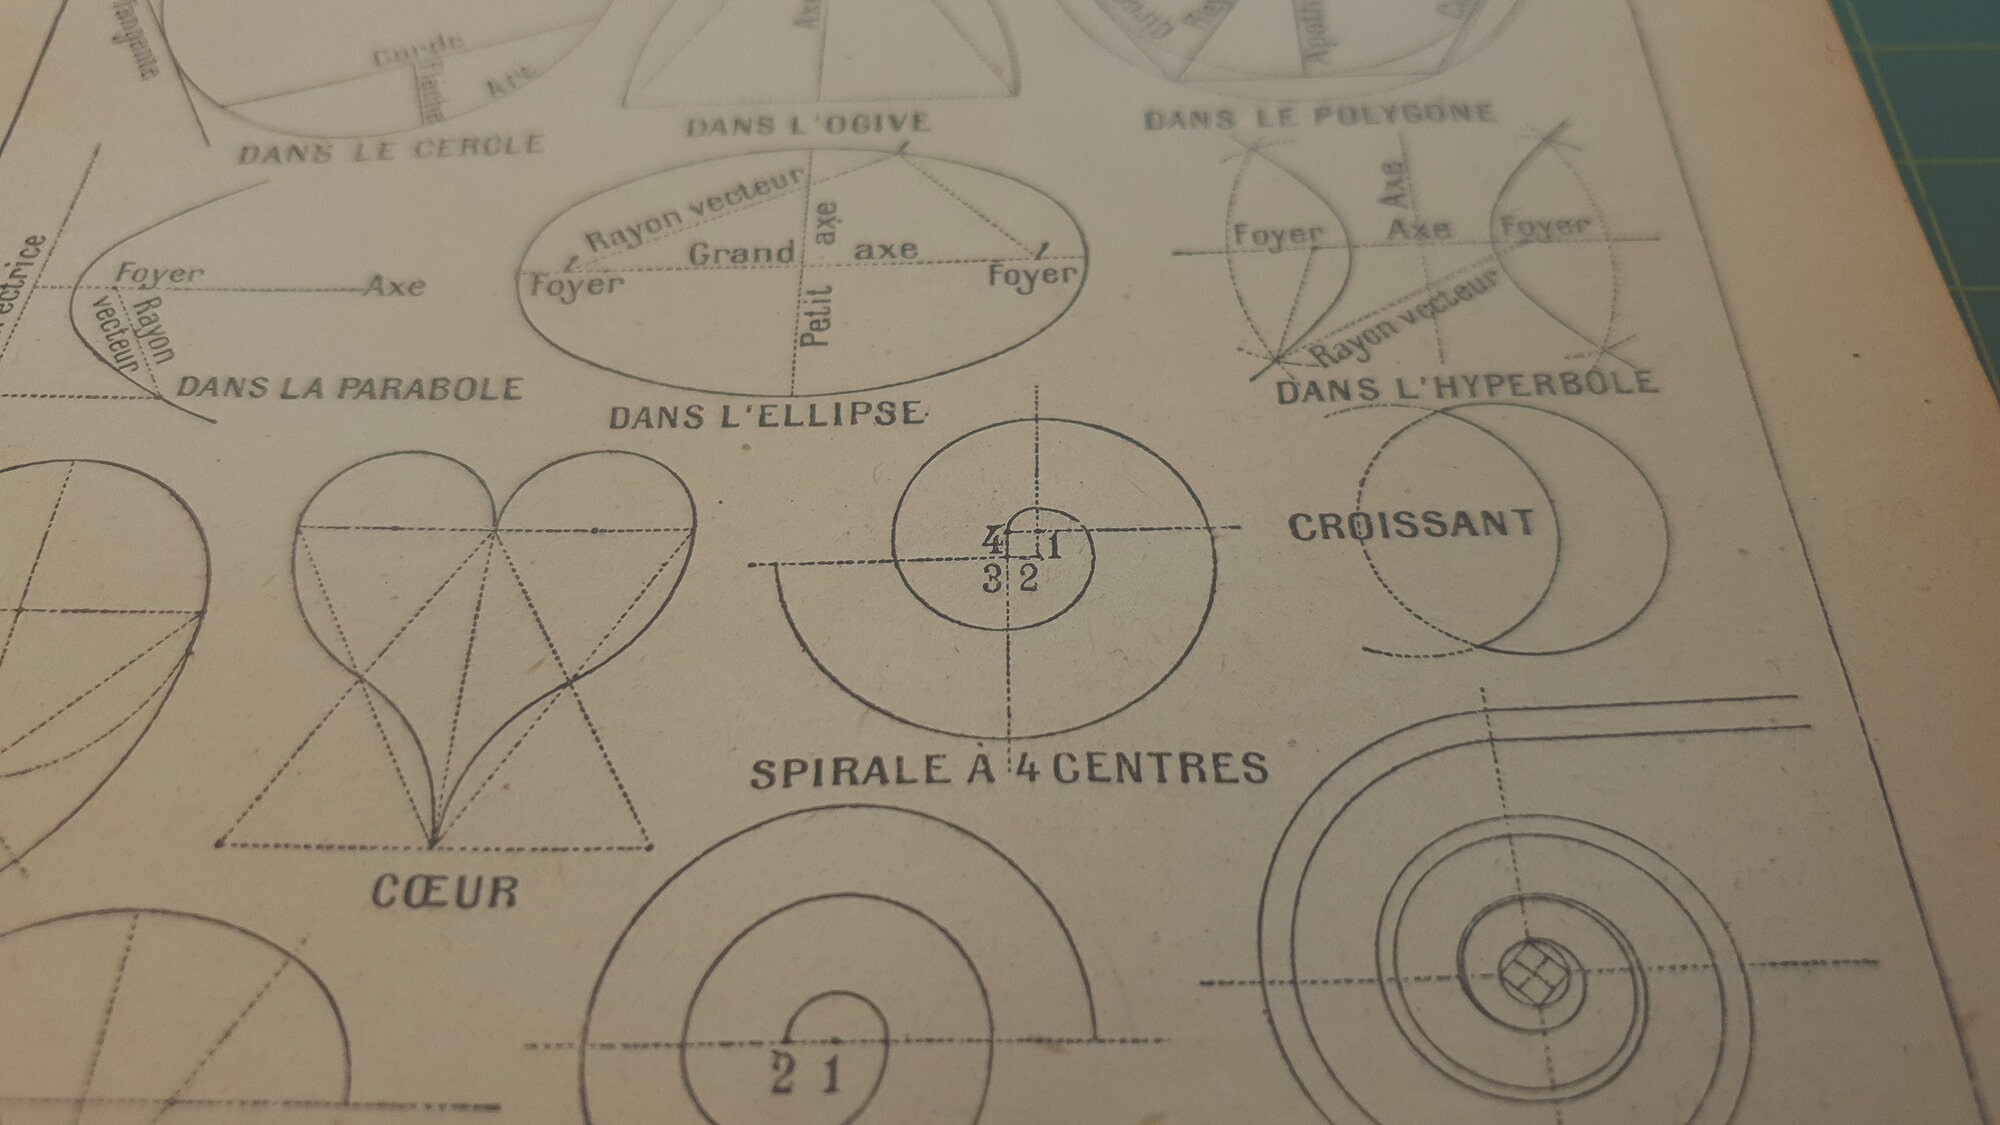 Tangente
Corde
Flèche
Arc
DANS LE CERCLE
DANS L'OGIVE
DANS LE POLYGONE
Foyer
Axe
Rayon
vecteur
DANS LA PARABOLE
Rayon vecteur
Grand axe
Petit axe
Foyer
Foyer
DANS L'ELLIPSE
Axe
Foyer
Axe
Foyer
Rayon vecteur
DANS L'HYPERBOLE
CŒUR
4 1
3 2
SPIRALE À 4 CENTRES
CROISSANT
2 1